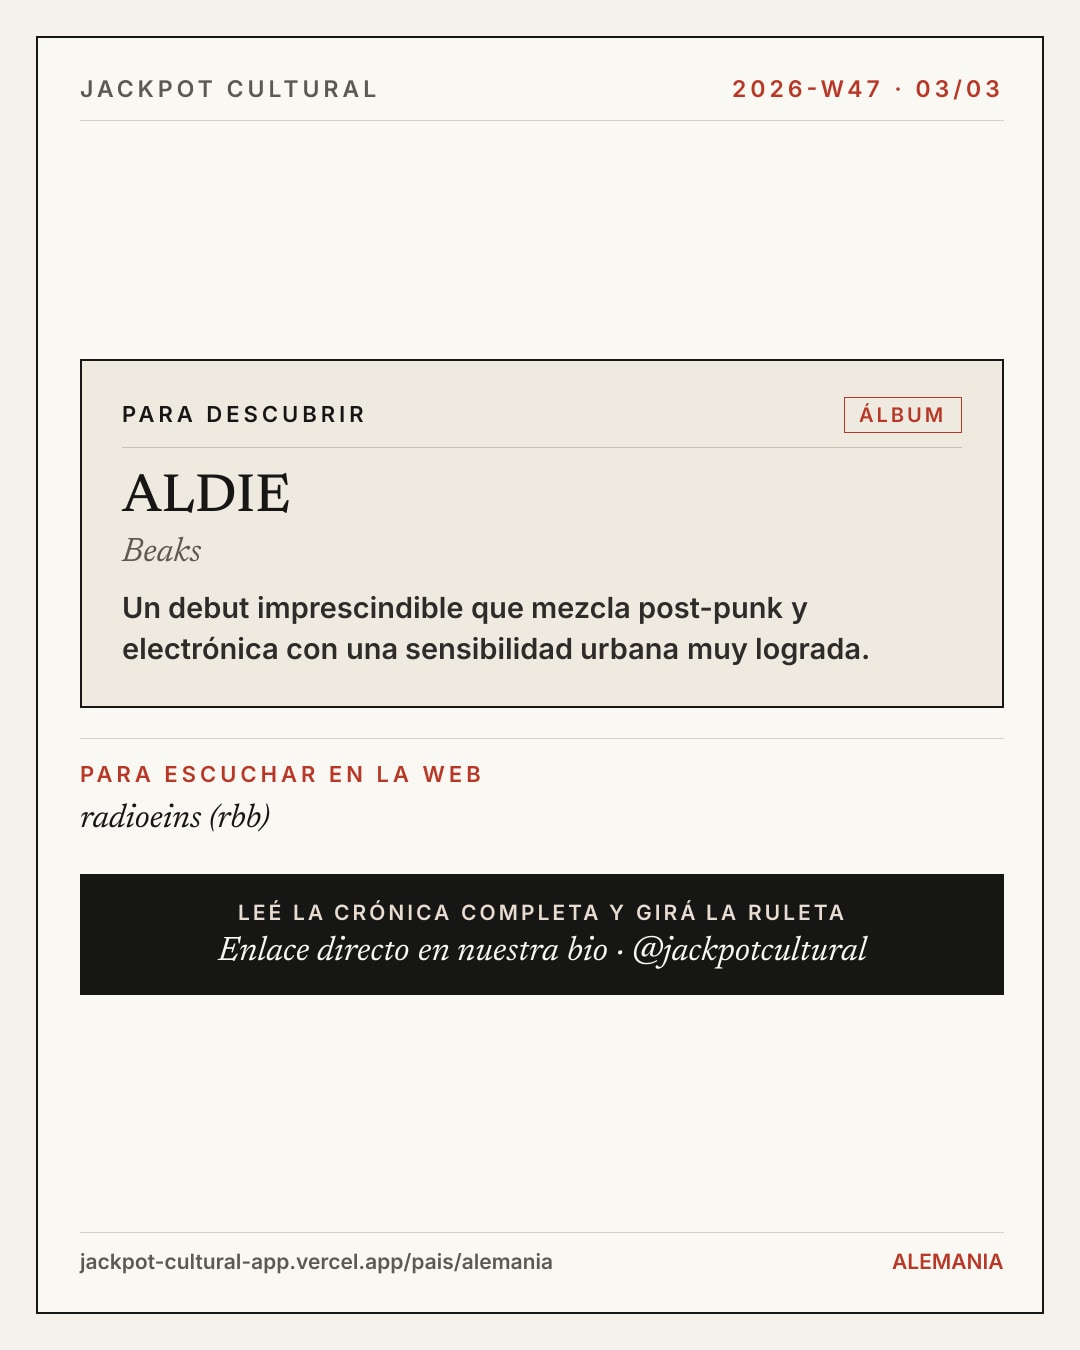 JACKPOT CULTURAL
2026-W47 · 03/03
PARA DESCUBRIR
ÁLBUM
ALDIE
Beaks
Un debut imprescindible que mezcla post-punk y
electrónica con una sensibilidad urbana muy lograda.
PARA ESCUCHAR EN LA WEB
radioeins (rbb)
LEÉ LA CRÓNICA COMPLETA Y GIRÁ LA RULETA
Enlace directo en nuestra bio · @jackpotcultural
jackpot-cultural-app.vercel.app/pais/alemania
ALEMANIA